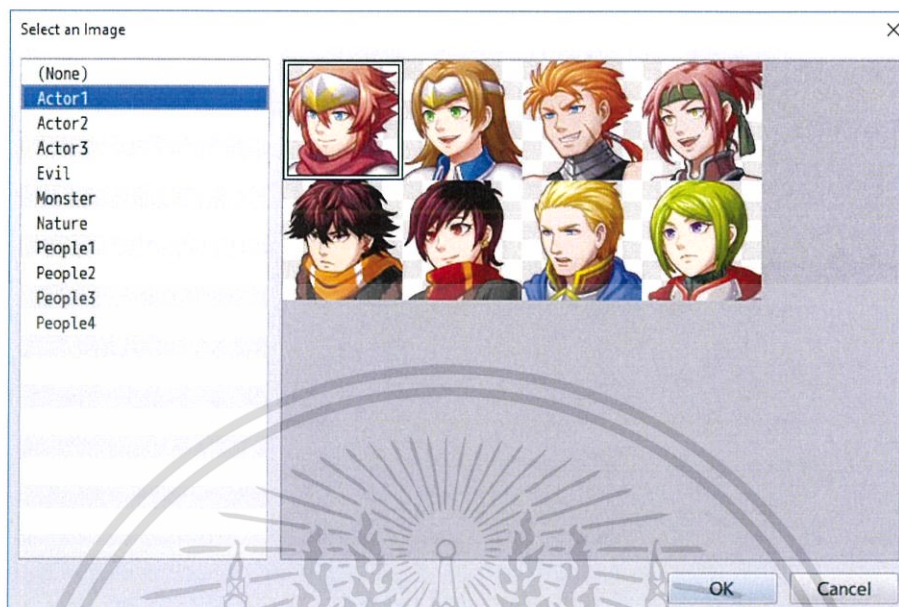 Select an Image
(None)
Actor1
Actor2
Actor3
Evil
Monster
Nature
People1
People2
People3
People4
OK
Cancel